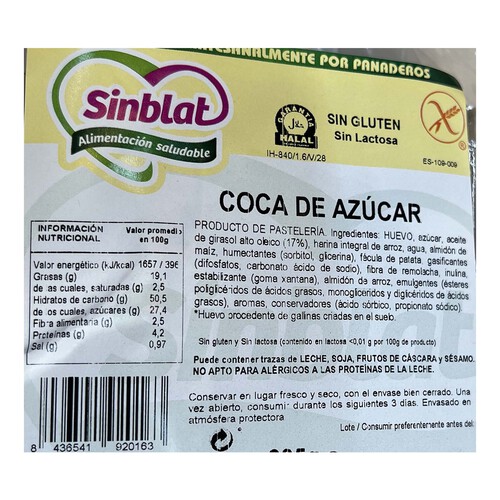 ARTESANALMENTE POR PANADEROS
Sinblat
Alimentación saludable
GARANTIA
HALAL
IH-840/1.6/V/28
SIN GLUTEN
Sin Lactosa
ES-109-009
COCA DE AZÚCAR
INFORMACIÓN NUTRICIONAL
Valor promedio en 100g
Valor energético (kJ/kcal) 1657 / 396
Grasas (g) 19,1
de as cuales, saturadas (g) 2,5
Hidratos de carbono (g) 50,5
de los cuales, azúcares (g) 27,4
Fibra alimentaria (g) 2,5
Proteínas (g) 4,2
Sal (g) 0,97
PRODUCTO DE PASTELERÍA. Ingredientes: HUEVO, azúcar, aceite
de girasol alto oleico (17%), harina integral de arroz, agua, almidón de
maíz, humectantes (sorbitol, glicerina), fécula de patata, gasificantes
(difosfatos, carbonato ácido de sodio), fibra de remolacha, inulina,
estabilizante (goma xantana), almidón de arroz, emulgentes (ésteres
poliglicéridos de ácidos grasos, monoglicéridos y diglicéridos de ácidos
grasos), aromas, conservadores (ácido sórbico, propionato sódico).
*Huevo procedente de gallinas criadas en el suelo.
Sin gluten y Sin lactosa (contenido en lactosa <0,01 g por 100g de producto)
Puede contener trazas de LECHE, SOJA, FRUTOS DE CÁSCARA y SÉSAMO.
NO APTO PARA ALÉRGICOS A LAS PROTEÍNAS DE LA LECHE.
Conservar en lugar fresco y seco, con el envase bien cerrado. Una
vez abierto, consumir durante los siguientes 3 días. Envasado en
atmósfera protectora
Lote / Consumir preferentemente antes del:
8 436541 920163